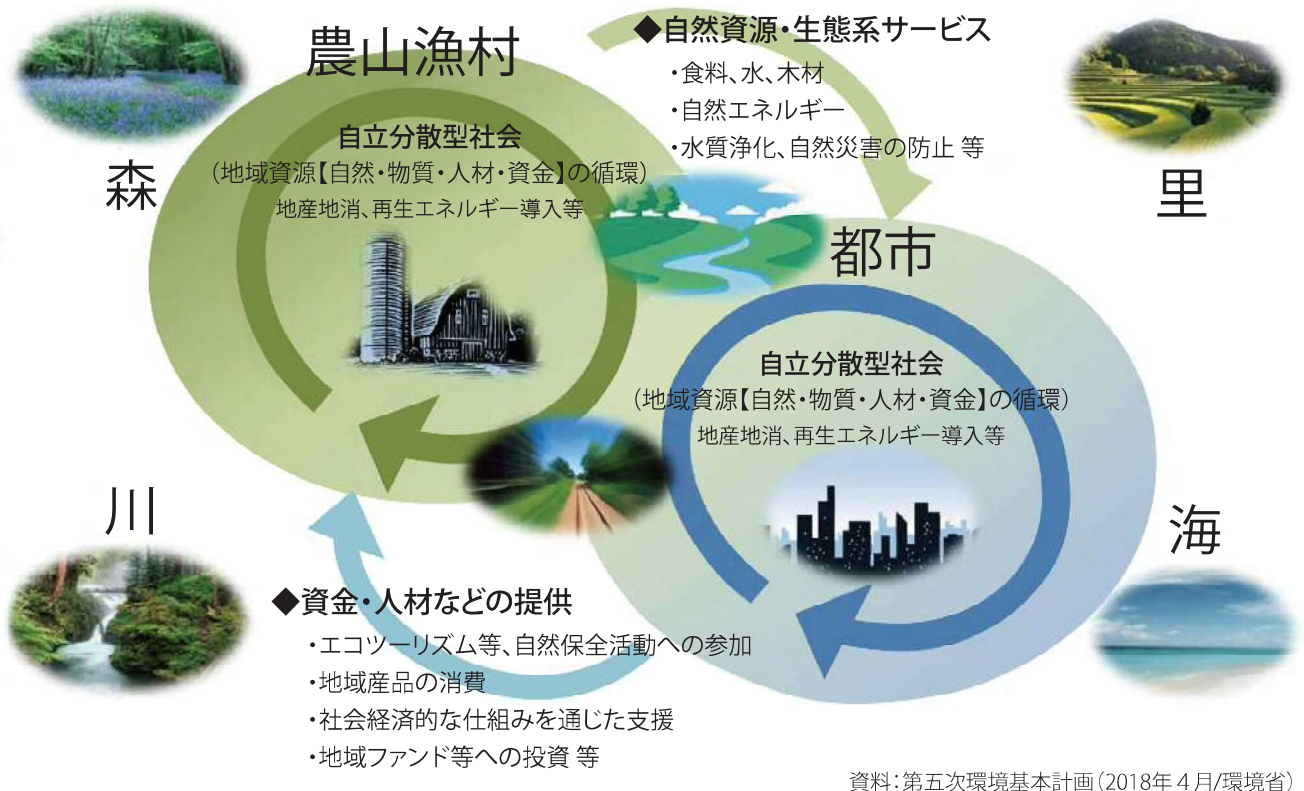 農山漁村
自立分散型社会
（地域資源【自然・物質・人材・資金】の循環）
地産地消、再生エネルギー導入等
◆自然資源・生態系サービス
・食料、水、木材
・自然エネルギー
・水質浄化、自然災害の防止 等
森
里
都市
自立分散型社会
（地域資源【自然・物質・人材・資金】の循環）
地産地消、再生エネルギー導入等
川
海
◆資金・人材などの提供
・エコツーリズム等、自然保全活動への参加
・地域産品の消費
・社会経済的な仕組みを通じた支援
・地域ファンド等への投資 等
資料：第五次環境基本計画（2018年４月/環境省）